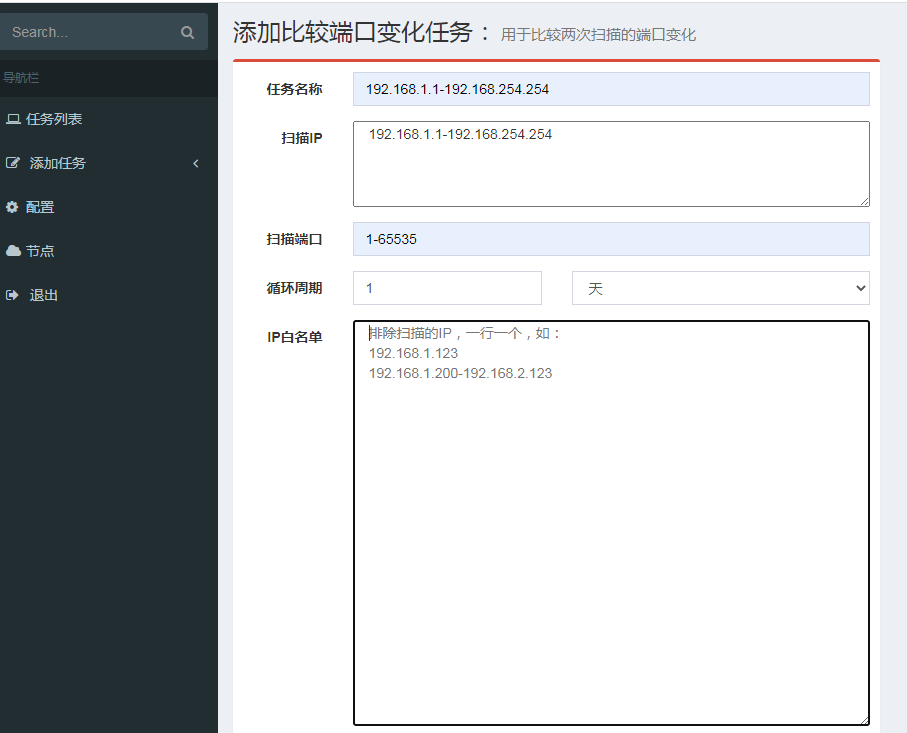 Search...
导航栏
任务列表
添加任务
配置
节点
退出
添加比较端口变化任务： 用于比较两次扫描的端口变化
任务名称 192.168.1.1-192.168.254.254
扫描IP 192.168.1.1-192.168.254.254
扫描端口 1-65535
循环周期 1 天
IP白名单 排除扫描的IP，一行一个，如：
192.168.1.123
192.168.1.200-192.168.2.123